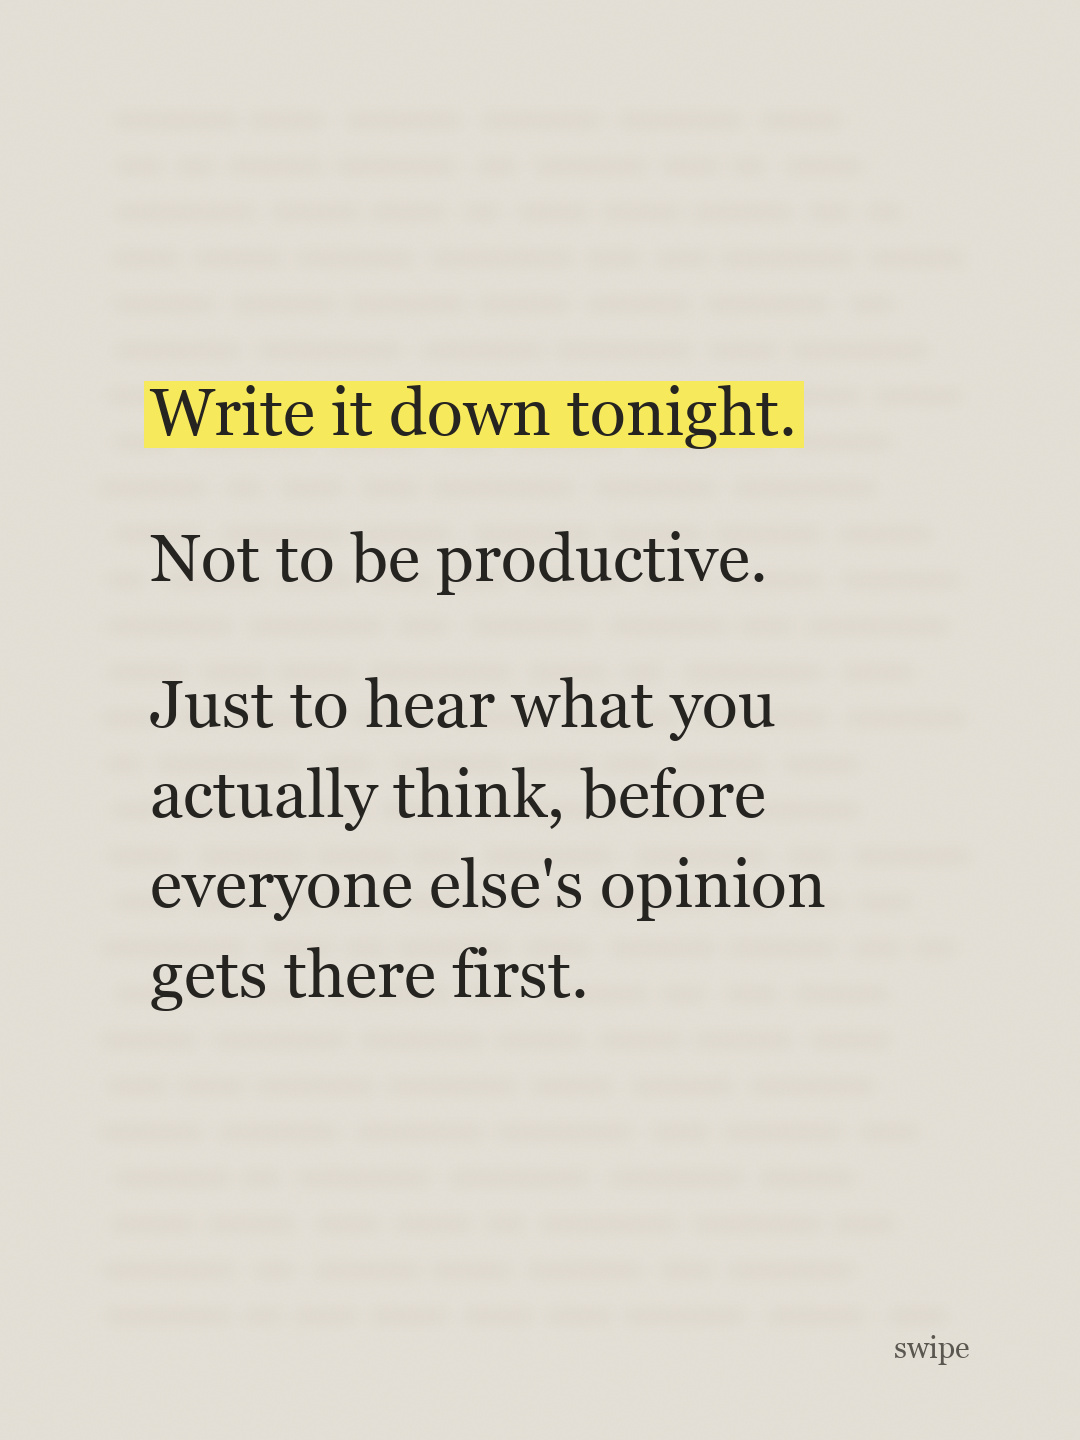 Write it down tonight.
Not to be productive.
Just to hear what you
actually think, before
everyone else's opinion
gets there first.
swipe